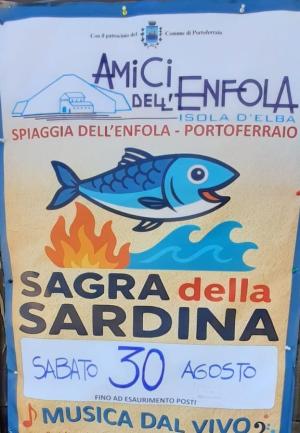 Con il patrocinio del Comune di Portoferraio
AMICI
DELL'ENFOLA
ISOLA D'ELBA
SPIAGGIA DELL'ENFOLA - PORTOFERRAIO
SAGRA della
SARDINA
SABATO 30 AGOSTO
FINO AD ESAURIMENTO POSTI
MUSICA DAL VIVO